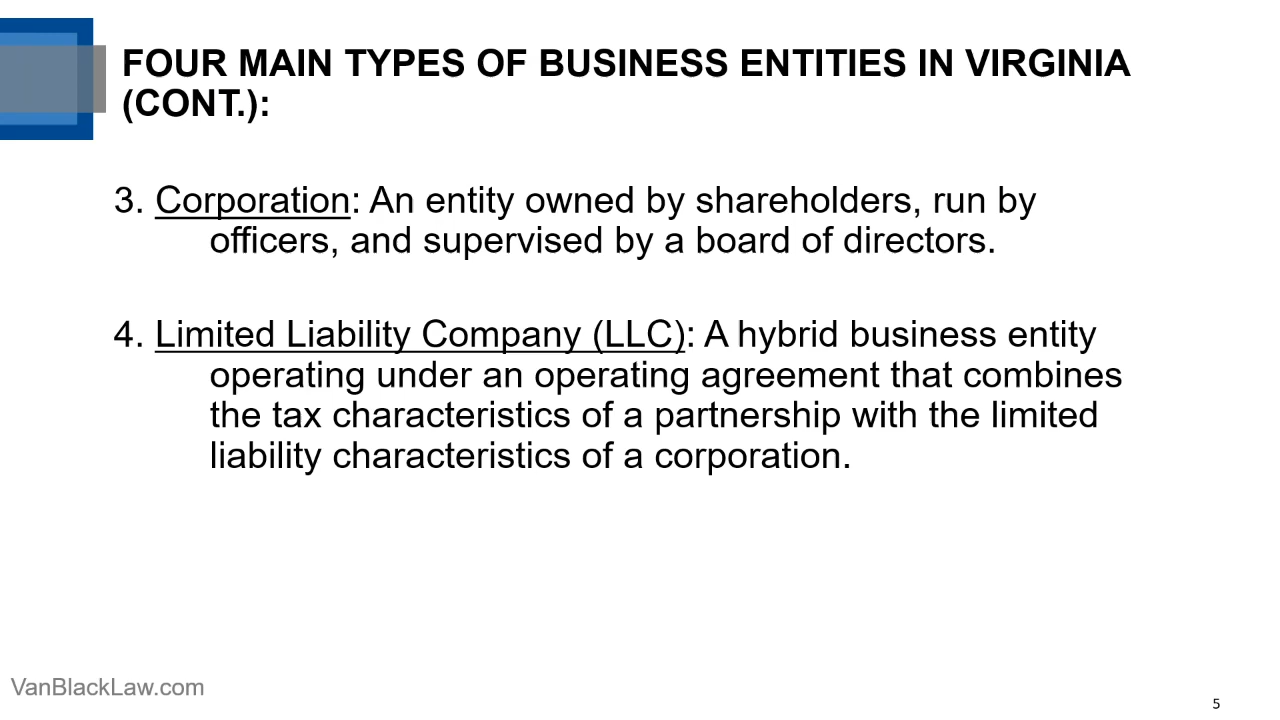 FOUR MAIN TYPES OF BUSINESS ENTITIES IN VIRGINIA
(CONT.):
3. Corporation: An entity owned by shareholders, run by
officers, and supervised by a board of directors.
4. Limited Liability Company (LLC): A hybrid business entity
operating under an operating agreement that combines
the tax characteristics of a partnership with the limited
liability characteristics of a corporation.
VanBlackLaw.com
5